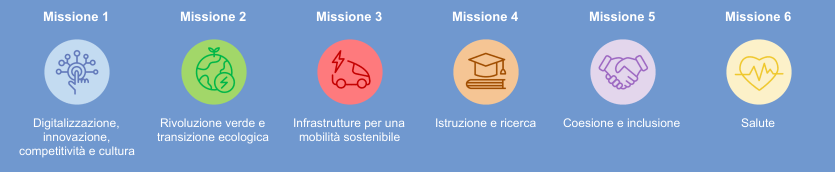 Missione 1
Missione 2
Missione 3
Missione 4
Missione 5
Missione 6
Digitalizzazione,
innovazione,
competitività e cultura
Rivoluzione verde e
transizione ecologica
Infrastrutture per una
mobilità sostenibile
Istruzione e ricerca
Coesione e inclusione
Salute